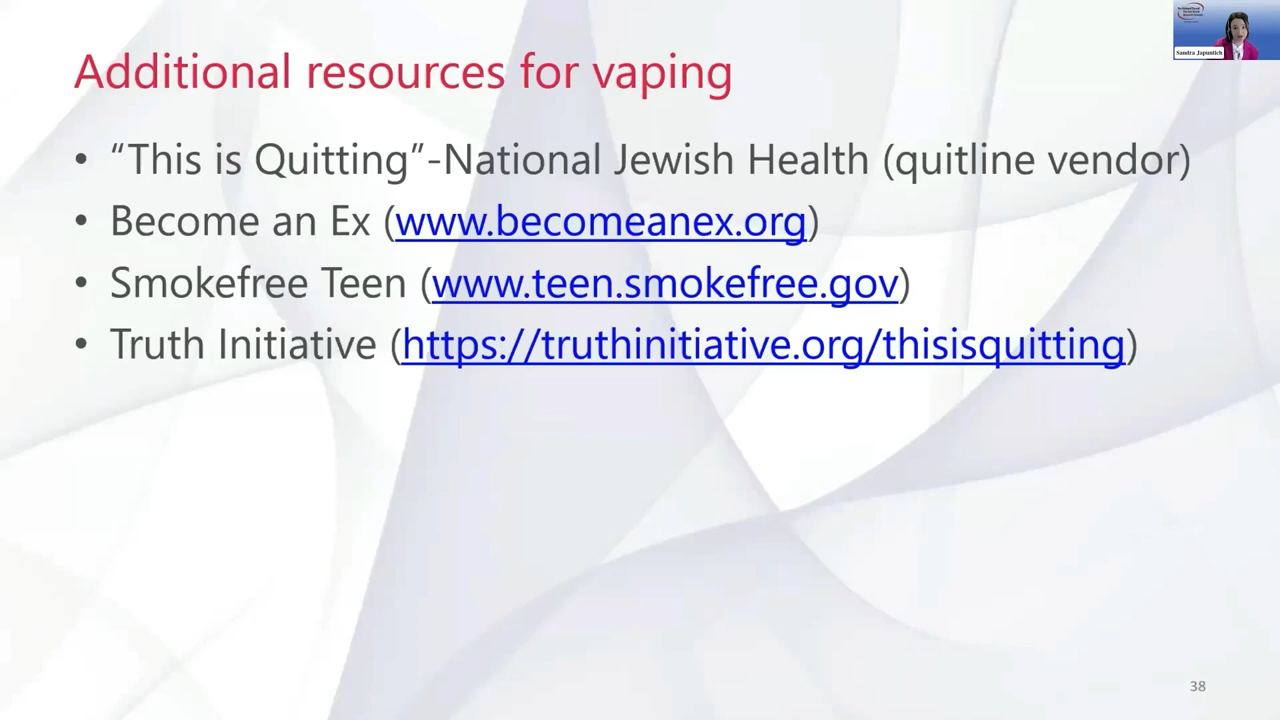 Additional resources for vaping
• “This is Quitting”-National Jewish Health (quitline vendor)
• Become an Ex (www.becomeanex.org)
• Smokefree Teen (www.teen.smokefree.gov)
• Truth Initiative (https://truthinitiative.org/thisisquitting)
Sandra Japuntich
38